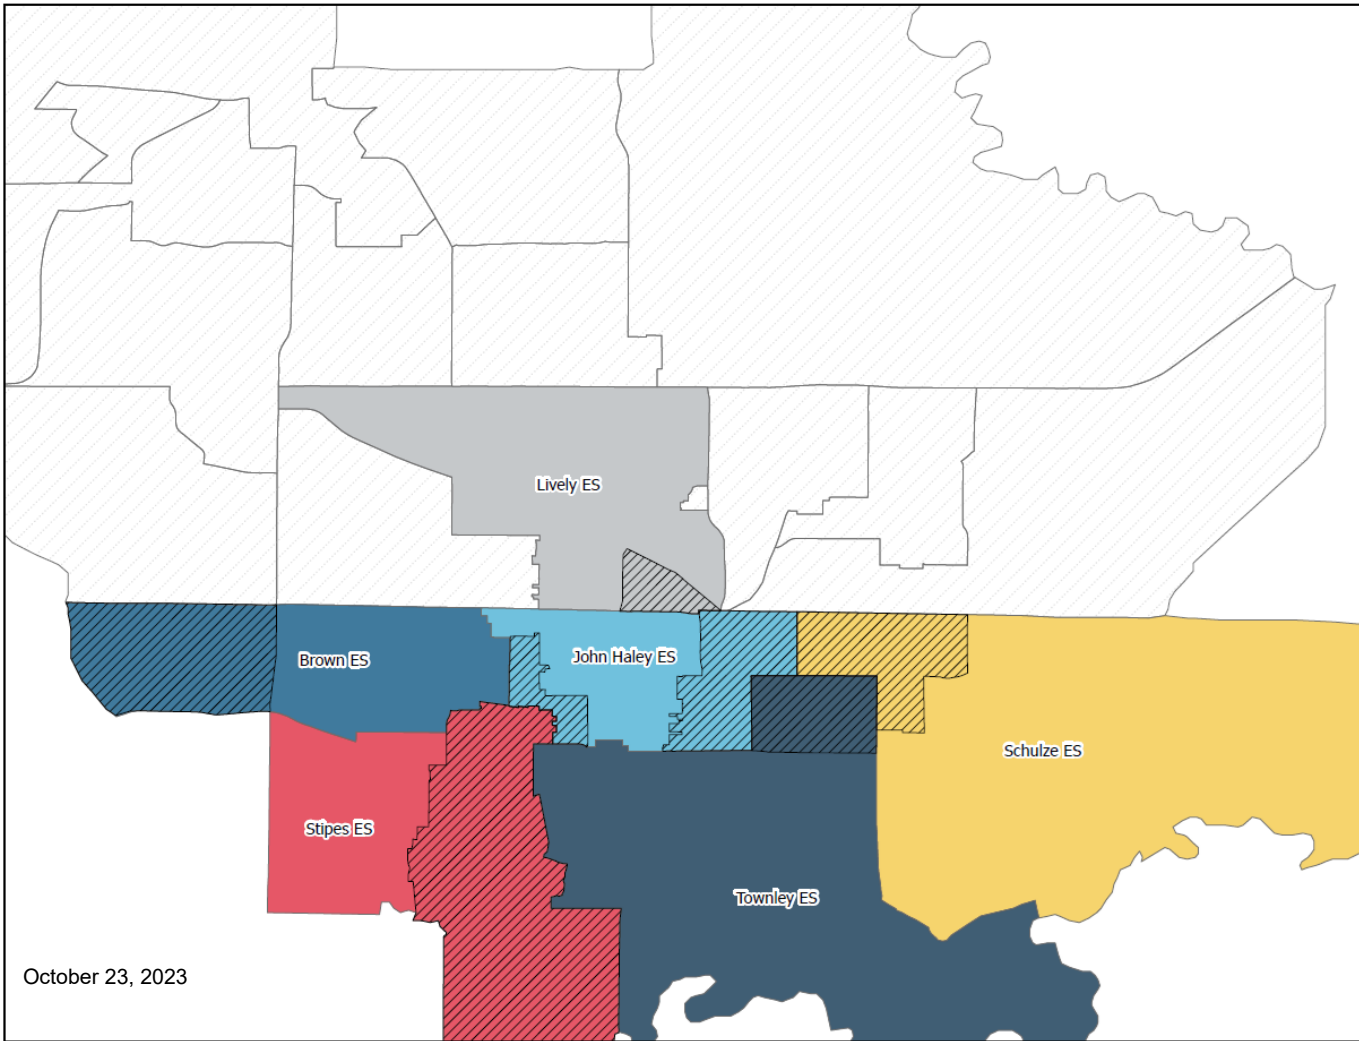 Lively ES
Brown ES
John Haley ES
Schulze ES
Stipes ES
Townley ES
October 23, 2023